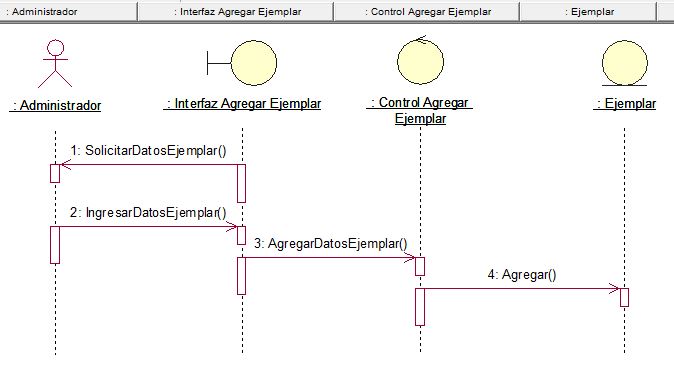 : Administrador
: Interfaz Agregar Ejemplar
: Control Agregar Ejemplar
: Ejemplar
: Administrador
: Interfaz Agregar Ejemplar
: Control Agregar
Ejemplar
: Ejemplar
1: SolicitarDatosEjemplar()
2: IngresarDatosEjemplar()
3: AgregarDatosEjemplar()
4: Agregar()